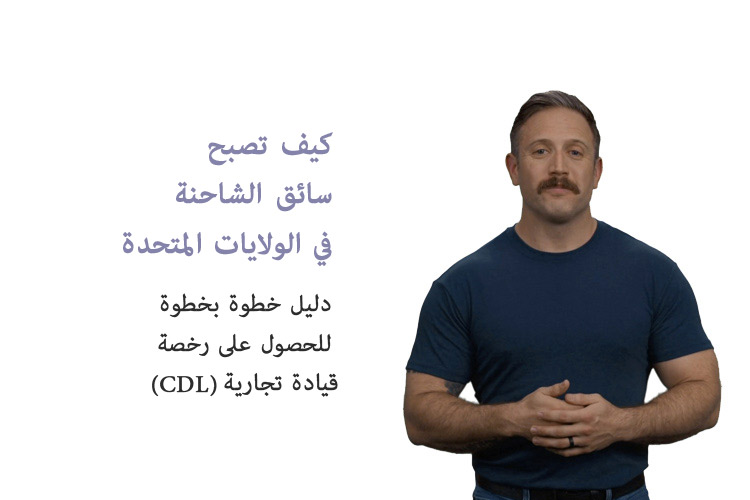 كيف تصبح
سائق الشاحنة
في الولايات المتحدة
دليل خطوة بخطوة
للحصول على رخصة
قيادة تجارية (CDL)